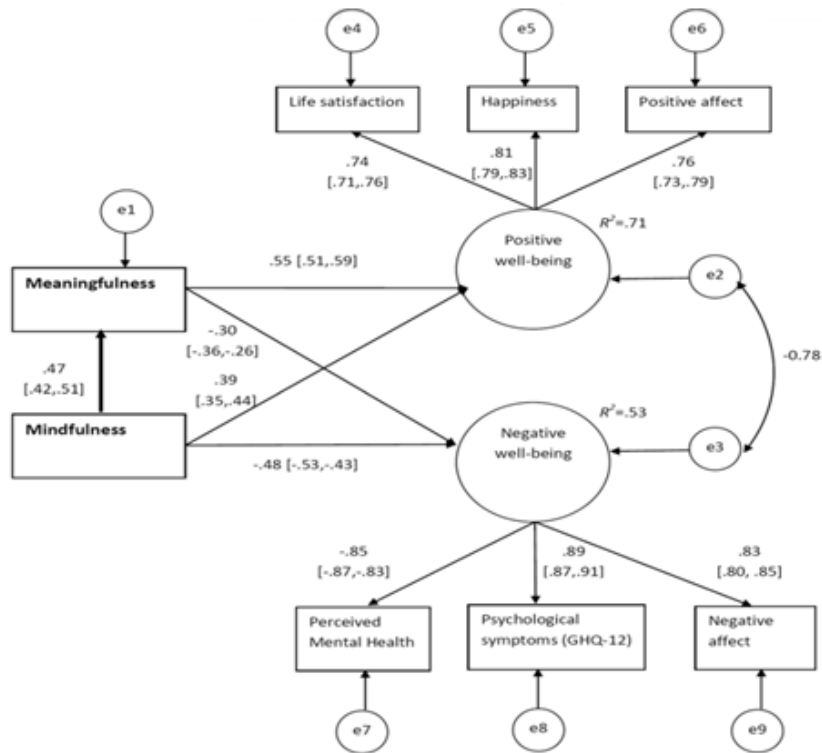 e4
e5
e6
Life satisfaction
Happiness
Positive affect
.74
[.71,.76]
.81
[.79,.83]
.76
[.73,.79]
e1
R²=.71
Positive
well-being
.55 [.51,.59]
Meaningfulness
e2
-.30
[-.36,-.26]
.47
[.42,.51]
.39
[.35,.44]
-0.78
R²=.53
Mindfulness
Negative
well-being
e3
-.48 [-.53,-.43]
-.85
[-.87,-.83]
.89
[.87,.91]
.83
[.80, .85]
Perceived
Mental Health
Psychological
symptoms (GHQ-12)
Negative
affect
e7
e8
e9